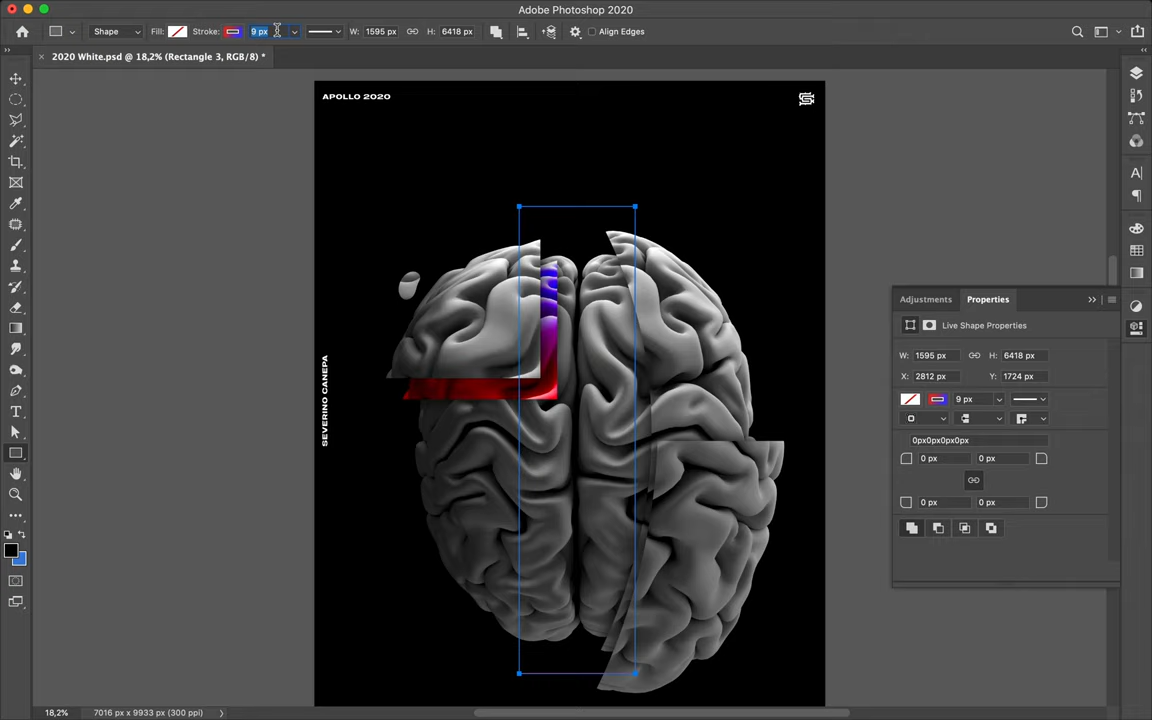 Adobe Photoshop 2020
Shape
Fill:
Stroke:
9 px
W: 1595 px
H: 6418 px
Align Edges
2020 White.psd @ 18,2% (Rectangle 3, RGB/8) *
APOLLO 2020
SEVERINO CANEPA
Adjustments
Properties
Live Shape Properties
W: 1595 px
H: 6418 px
X: 2812 px
Y: 1724 px
9 px
0px0px0px0px
0 px
0 px
0 px
0 px
18,2%
7016 px x 9933 px (300 ppi)